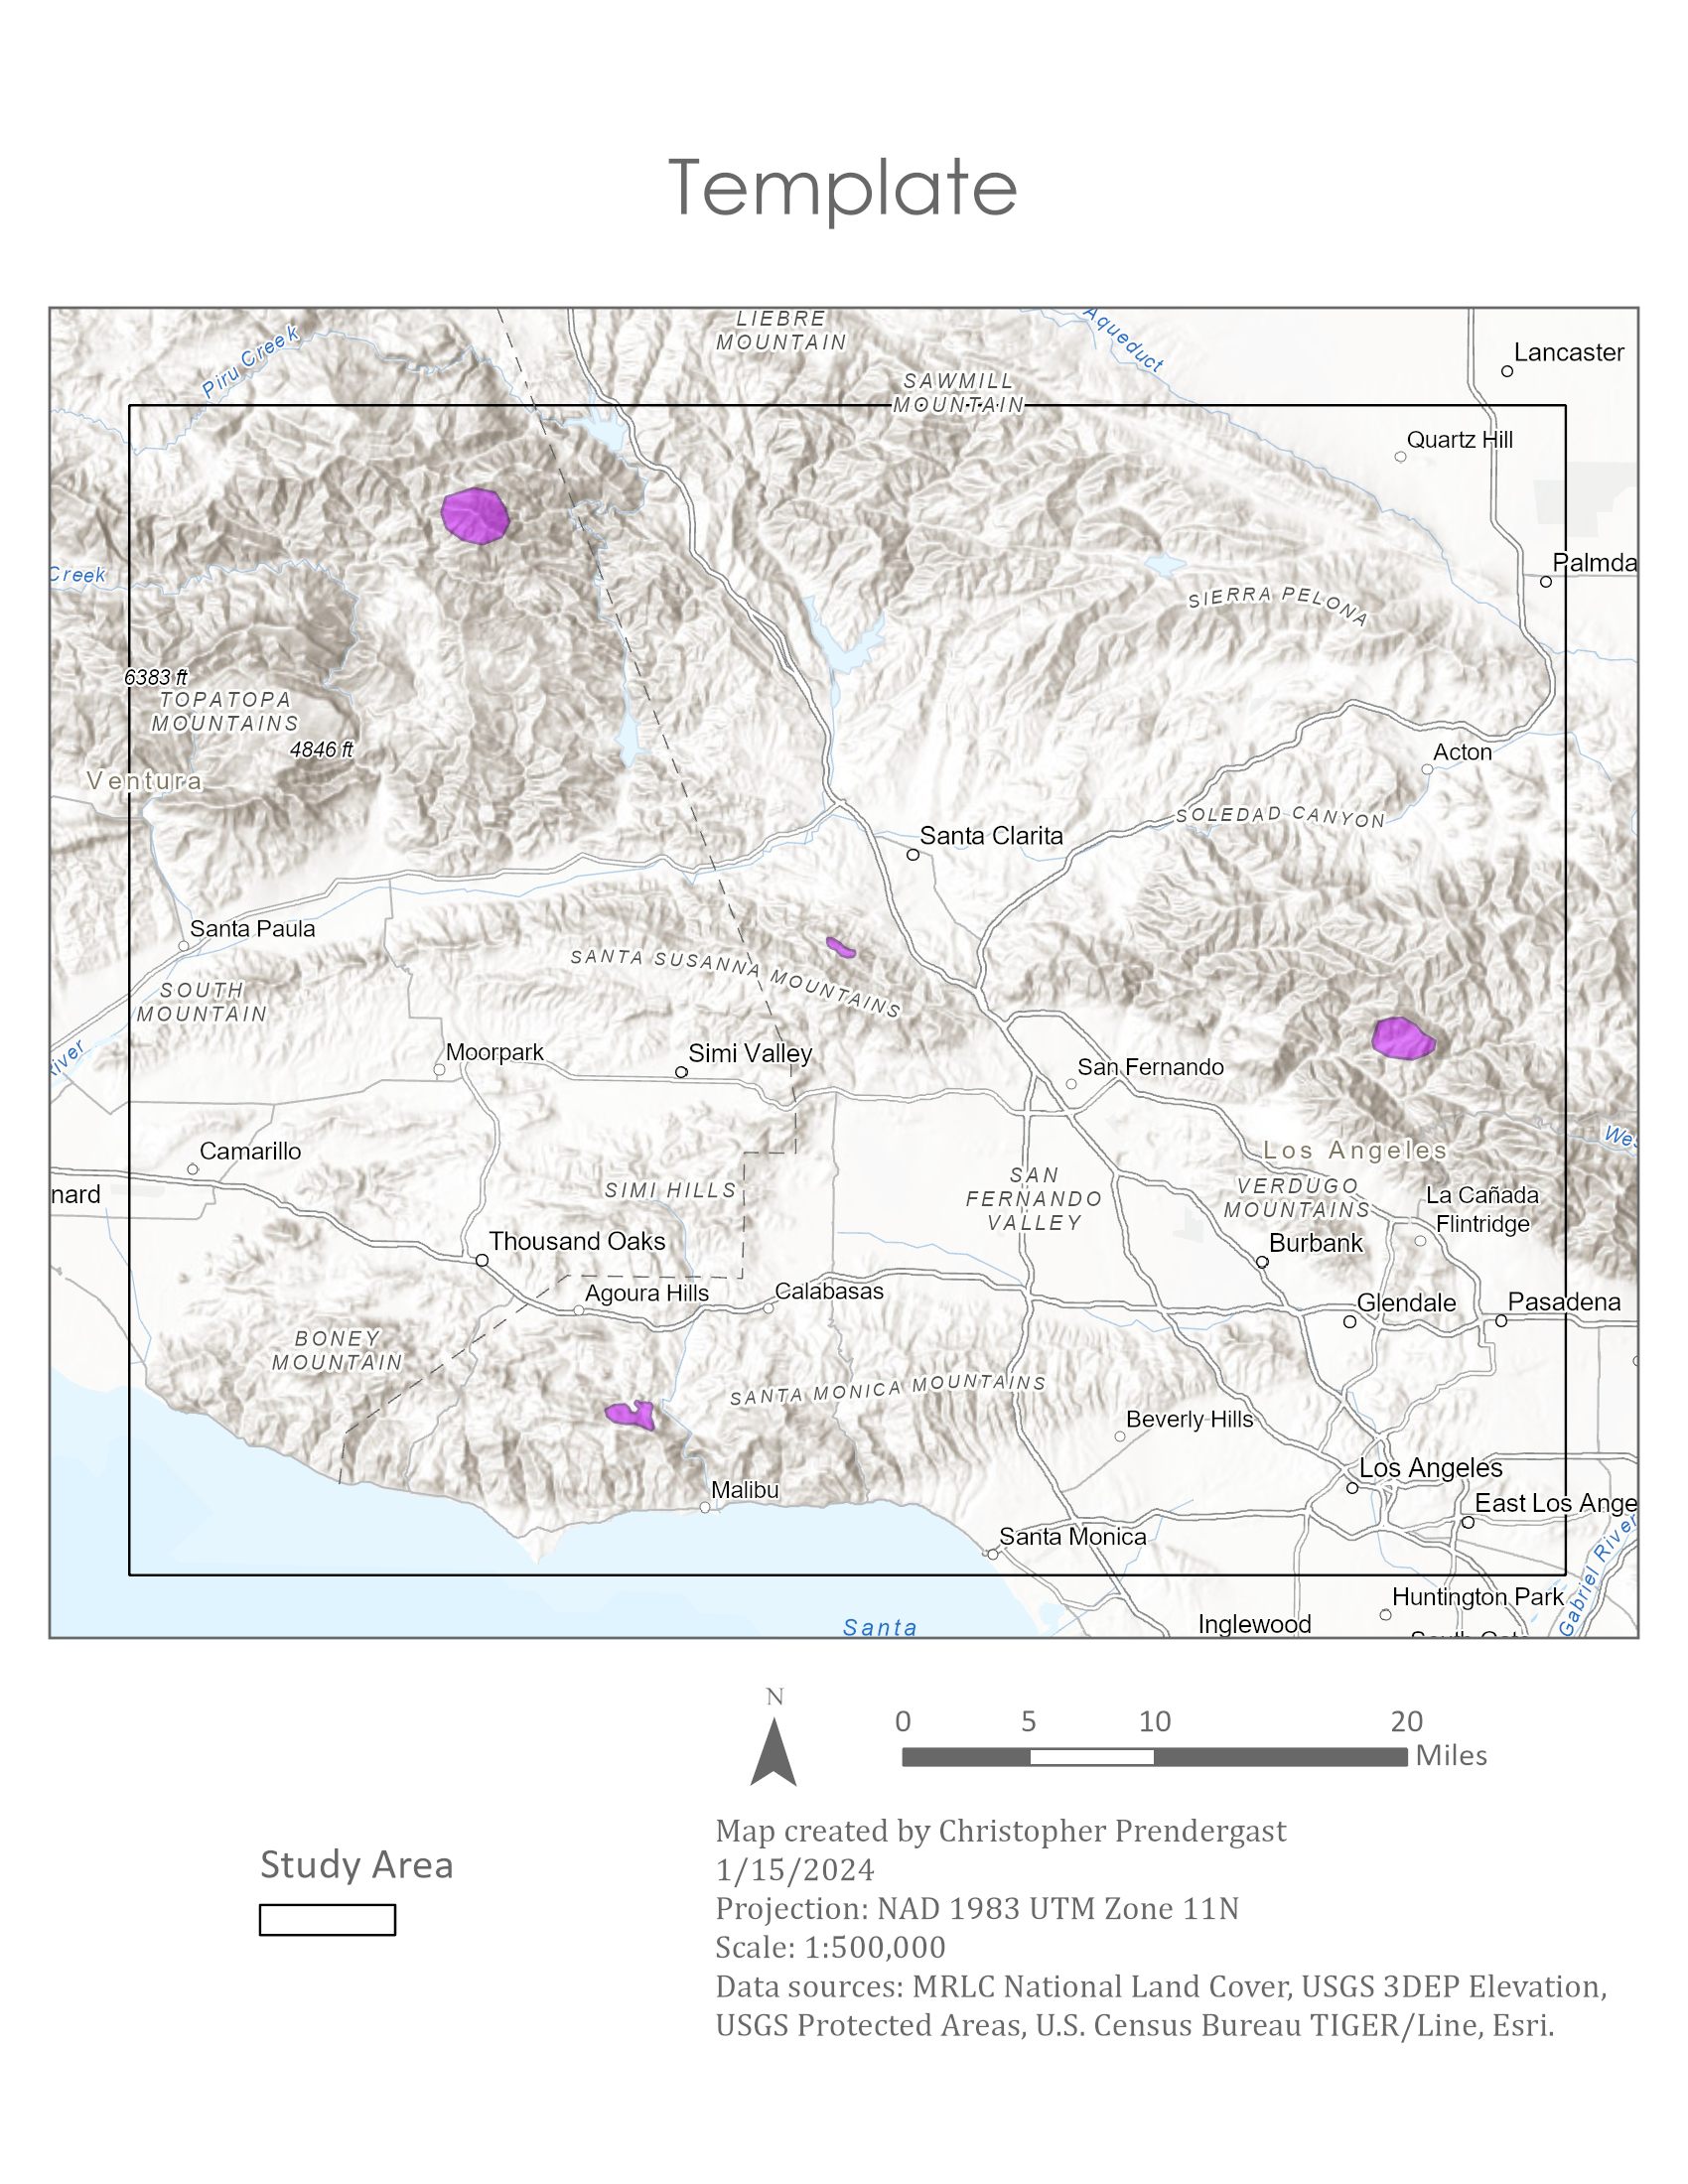 Template
LIEBRE
MOUNTAIN
Aqueduct
Piru Creek
Lancaster
SAWMILL
MOUNTAIN
Quartz Hill
Palmda
Creek
SIERRA PELONA
6383 ft
TOPATOPA
MOUNTAINS
4846 ft
Ventura
Acton
SOLEDAD CANYON
Santa Clarita
Santa Paula
SANTA SUSANNA MOUNTAINS
SOUTH
MOUNTAIN
River
Moorpark
Simi Valley
San Fernando
Wes
Camarillo
Los Angeles
nard
SIMI HILLS
SAN
FERNANDO
VALLEY
VERDUGO
MOUNTAINS
La Cañada
Flintridge
Thousand Oaks
Burbank
Agoura Hills
Calabasas
Glendale
Pasadena
BONEY
MOUNTAIN
SANTA MONICA MOUNTAINS
Beverly Hills
Malibu
Los Angeles
East Los Ange
Santa Monica
Gabriel River
Huntington Park
Santa
Inglewood
N
0 5 10 20
Miles
Study Area
Map created by Christopher Prendergast
1/15/2024
Projection: NAD 1983 UTM Zone 11N
Scale: 1:500,000
Data sources: MRLC National Land Cover, USGS 3DEP Elevation,
USGS Protected Areas, U.S. Census Bureau TIGER/Line, Esri.